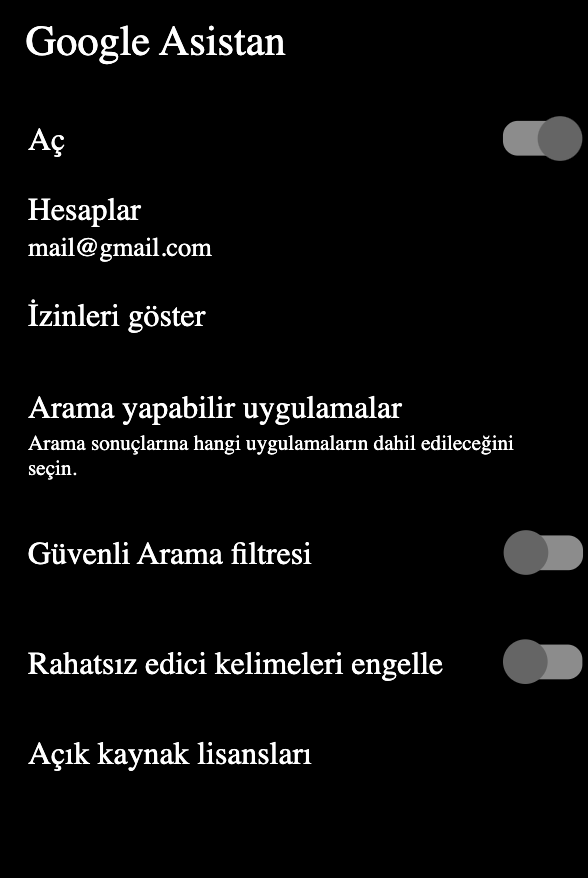 Google Asistan
Aç
Hesaplar
mail@gmail.com
İzinleri göster
Arama yapabilir uygulamalar
Arama sonuçlarına hangi uygulamaların dahil edileceğini
seçin.
Güvenli Arama filtresi
Rahatsız edici kelimeleri engelle
Açık kaynak lisansları